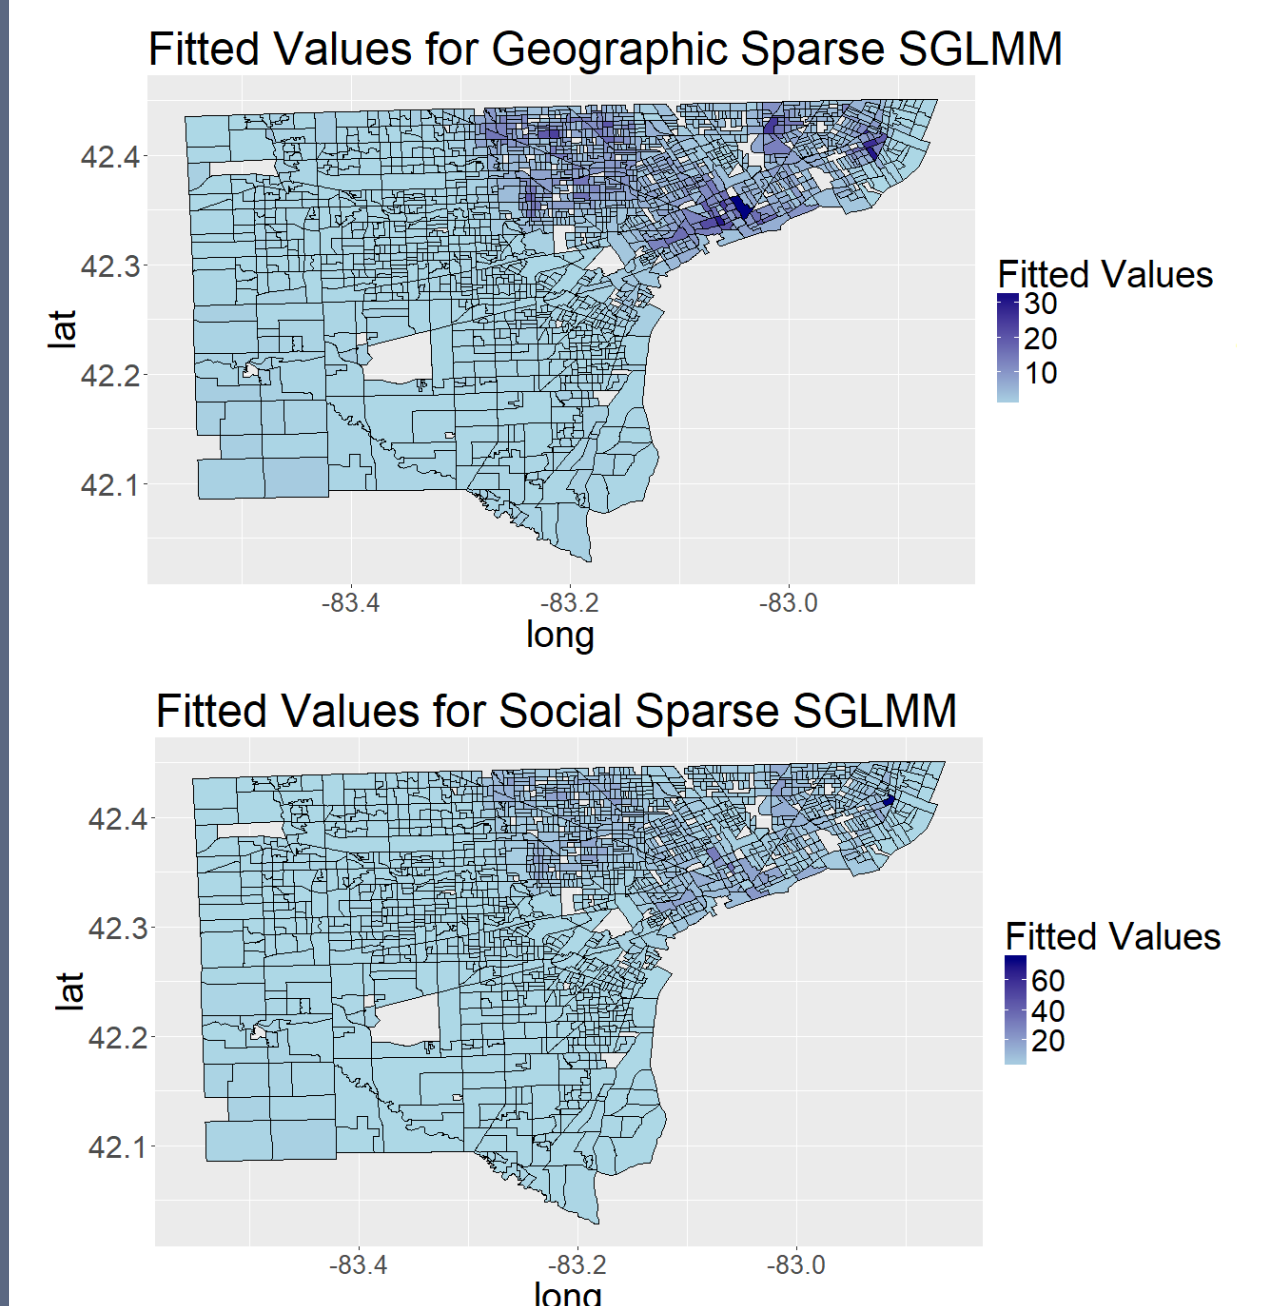 Fitted Values for Geographic Sparse SGLMM
42.4
42.3
42.2
42.1
lat
-83.4 -83.2 -83.0
long
Fitted Values
30
20
10
Fitted Values for Social Sparse SGLMM
42.4
42.3
42.2
42.1
lat
-83.4 -83.2 -83.0
long
Fitted Values
60
40
20